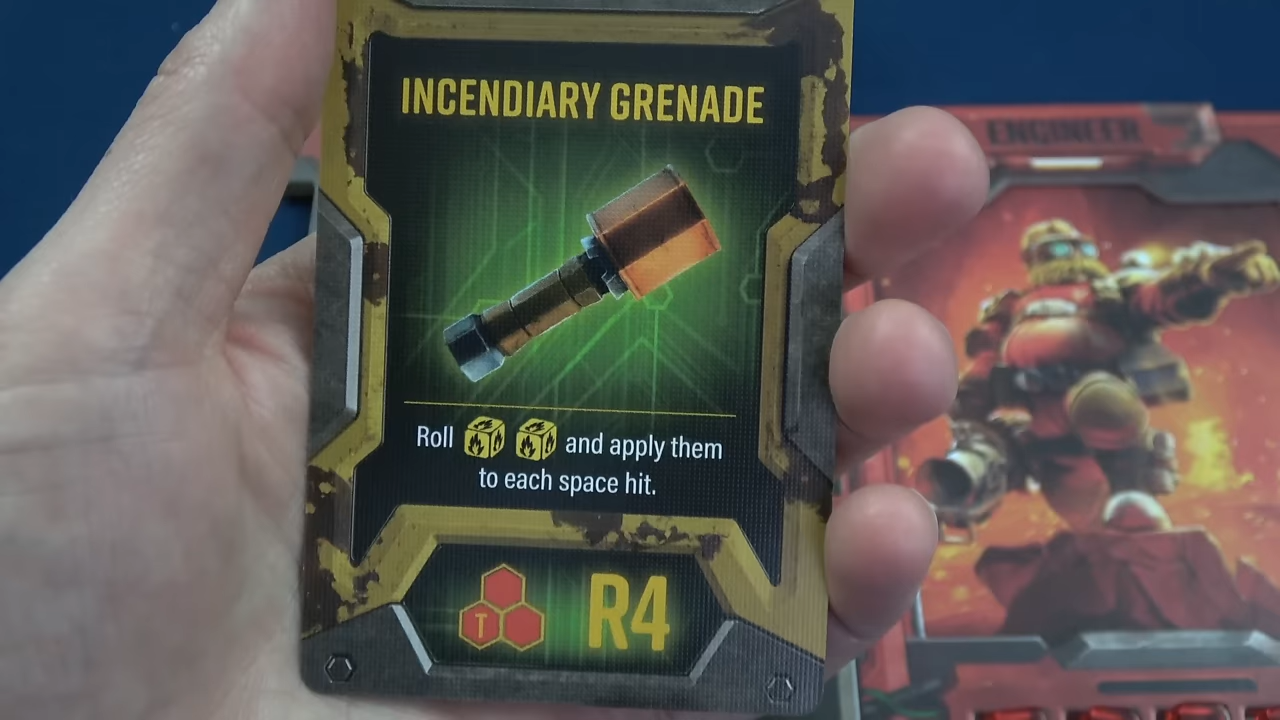 INCENDIARY GRENADE
Roll and apply them
to each space hit.
T R4
ENGINEER